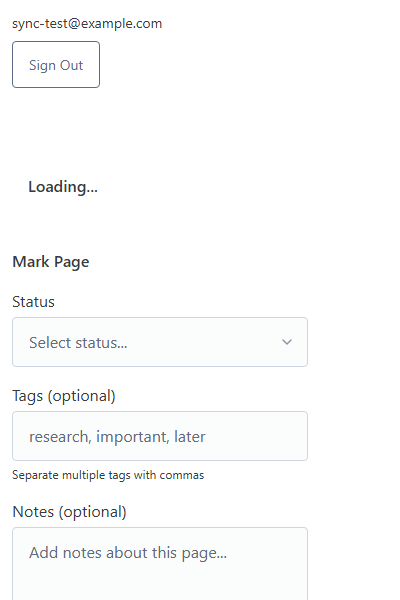 sync-test@example.com
Sign Out
Loading...
Mark Page
Status
Select status...
Tags (optional)
research, important, later
Separate multiple tags with commas
Notes (optional)
Add notes about this page...